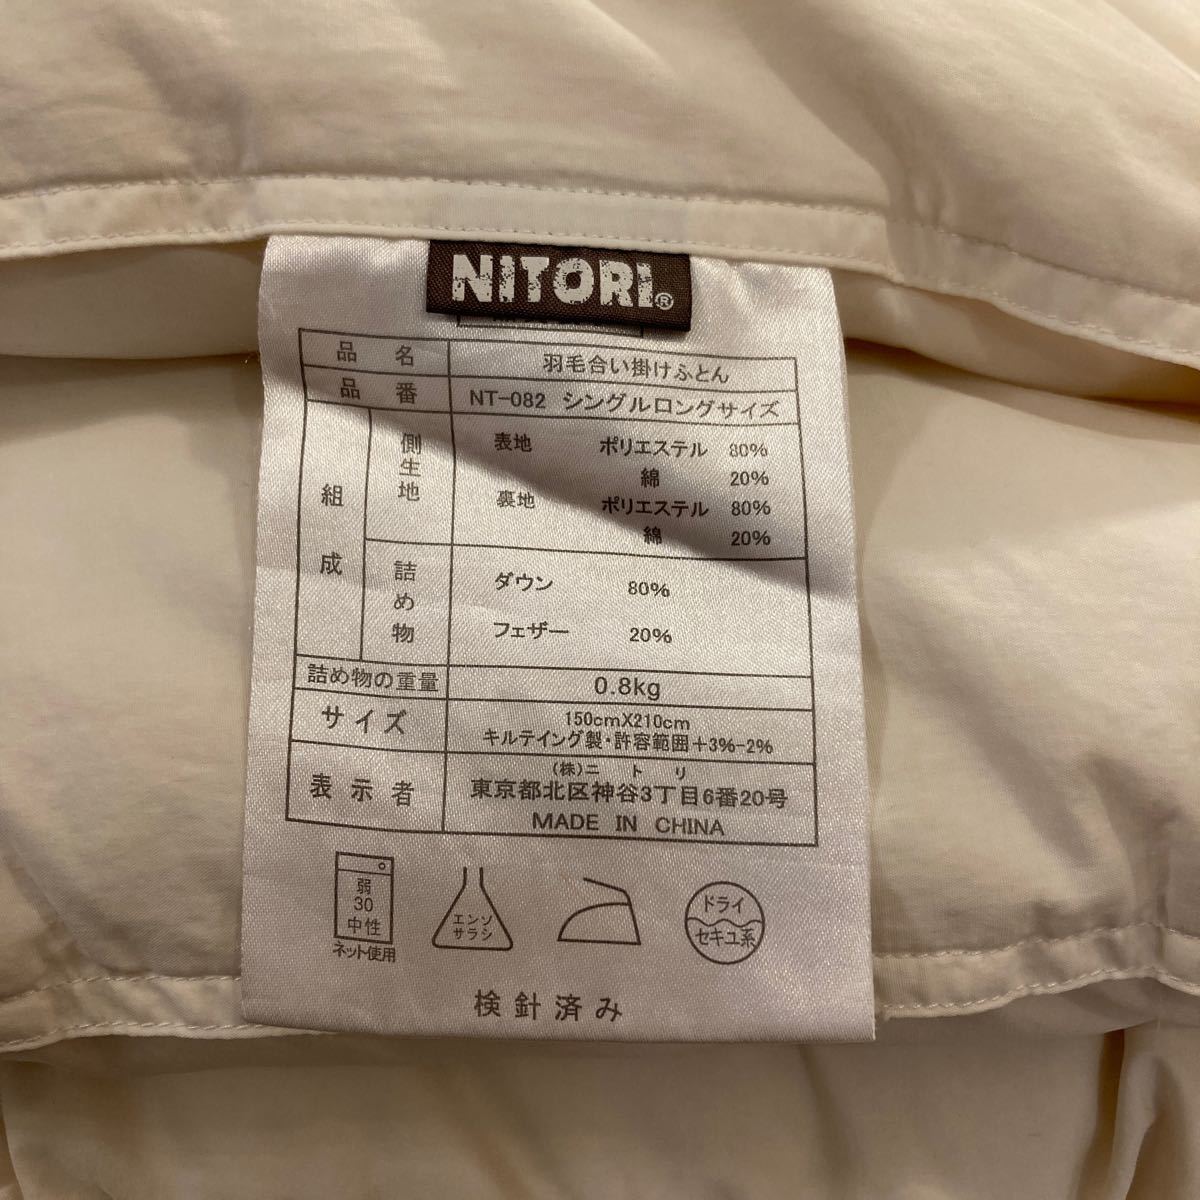 NITORI®
品名 羽毛合い掛けふとん
品番 NT-082 シングルロングサイズ
組成 側生地 表地 ポリエステル 80%
綿 20%
裏地 ポリエステル 80%
綿 20%
詰め物 ダウン 80%
フェザー 20%
詰め物の重量 0.8kg
サイズ 150cmX210cm
キルテイング製・許容範囲+3%-2%
表示者 (株)ニトリ
東京都北区神谷3丁目6番20号
MADE IN CHINA
弱
30
中性
ネット使用
エンソ
サラシ
ドライ
セキユ系
検針済み